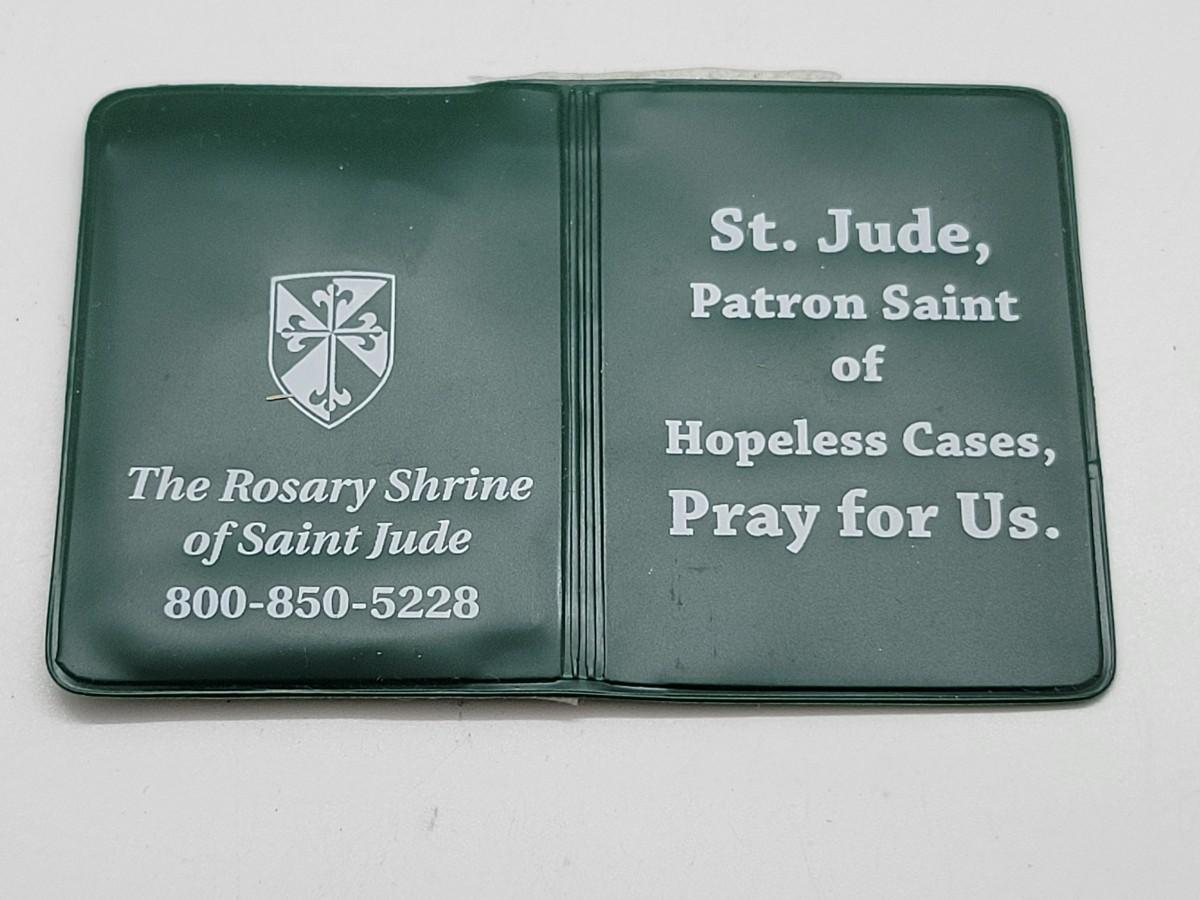 The Rosary Shrine
of Saint Jude
800-850-5228
St. Jude,
Patron Saint
of
Hopeless Cases,
Pray for Us.